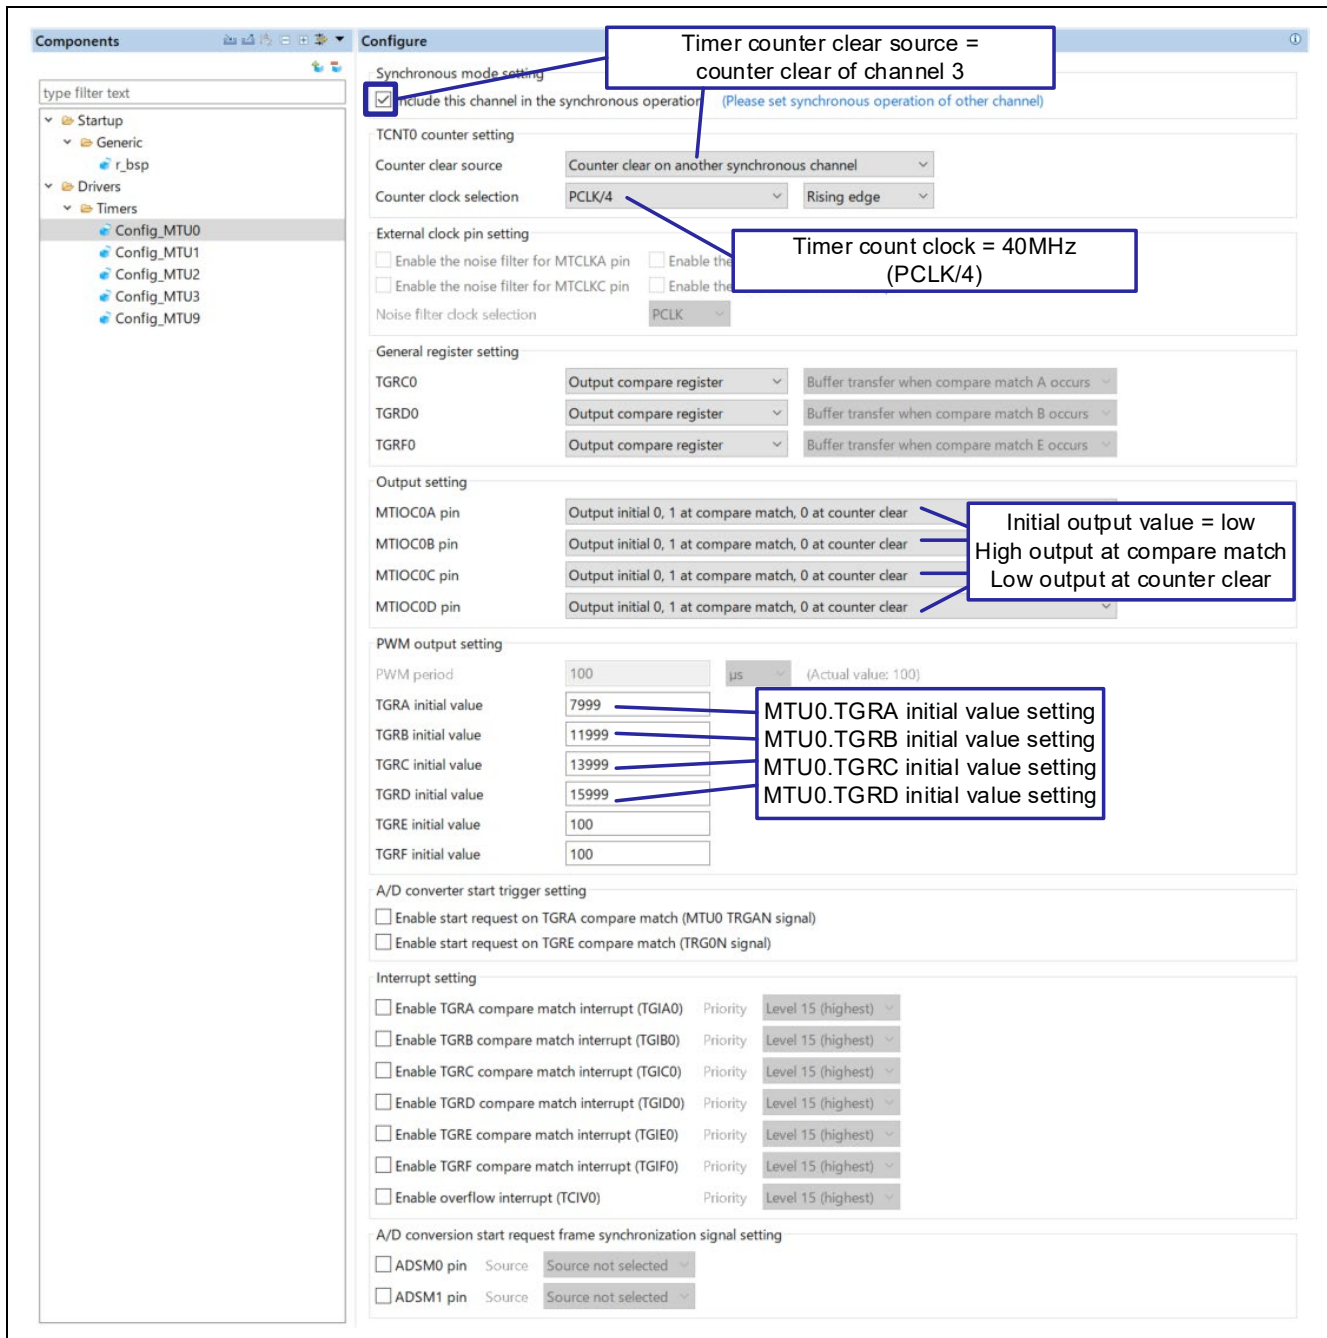 Components
Configure
Timer counter clear source =
counter clear of channel 3
type filter text
Startup
Generic
r_bsp
Drivers
Timers
Config_MTU0
Config_MTU1
Config_MTU2
Config_MTU3
Config_MTU9
Synchronous mode setting
Include this channel in the synchronous operation (Please set synchronous operation of other channel)
TCNT0 counter setting
Counter clear source Counter clear on another synchronous channel
Counter clock selection PCLK/4 Rising edge
Timer count clock = 40MHz
(PCLK/4)
External clock pin setting
Enable the noise filter for MTCLKA pin Enable the
Enable the noise filter for MTCLKC pin Enable the
Noise filter clock selection PCLK
General register setting
TGRC0 Output compare register Buffer transfer when compare match A occurs
TGRD0 Output compare register Buffer transfer when compare match B occurs
TGRF0 Output compare register Buffer transfer when compare match E occurs
Output setting
MTIOC0A pin Output initial 0, 1 at compare match, 0 at counter clear
MTIOC0B pin Output initial 0, 1 at compare match, 0 at counter clear
MTIOC0C pin Output initial 0, 1 at compare match, 0 at counter clear
MTIOC0D pin Output initial 0, 1 at compare match, 0 at counter clear
Initial output value = low
High output at compare match
Low output at counter clear
PWM output setting
PWM period 100 µs (Actual value: 100)
TGRA initial value 7999
TGRB initial value 11999
TGRC initial value 13999
TGRD initial value 15999
TGRE initial value 100
TGRF initial value 100
MTU0.TGRA initial value setting
MTU0.TGRB initial value setting
MTU0.TGRC initial value setting
MTU0.TGRD initial value setting
A/D converter start trigger setting
Enable start request on TGRA compare match (MTU0 TRGAN signal)
Enable start request on TGRE compare match (TRG0N signal)
Interrupt setting
Enable TGRA compare match interrupt (TGIA0) Priority Level 15 (highest)
Enable TGRB compare match interrupt (TGIB0) Priority Level 15 (highest)
Enable TGRC compare match interrupt (TGIC0) Priority Level 15 (highest)
Enable TGRD compare match interrupt (TGID0) Priority Level 15 (highest)
Enable TGRE compare match interrupt (TGIE0) Priority Level 15 (highest)
Enable TGRF compare match interrupt (TGIF0) Priority Level 15 (highest)
Enable overflow interrupt (TCIV0) Priority Level 15 (highest)
A/D conversion start request frame synchronization signal setting
ADSM0 pin Source Source not selected
ADSM1 pin Source Source not selected